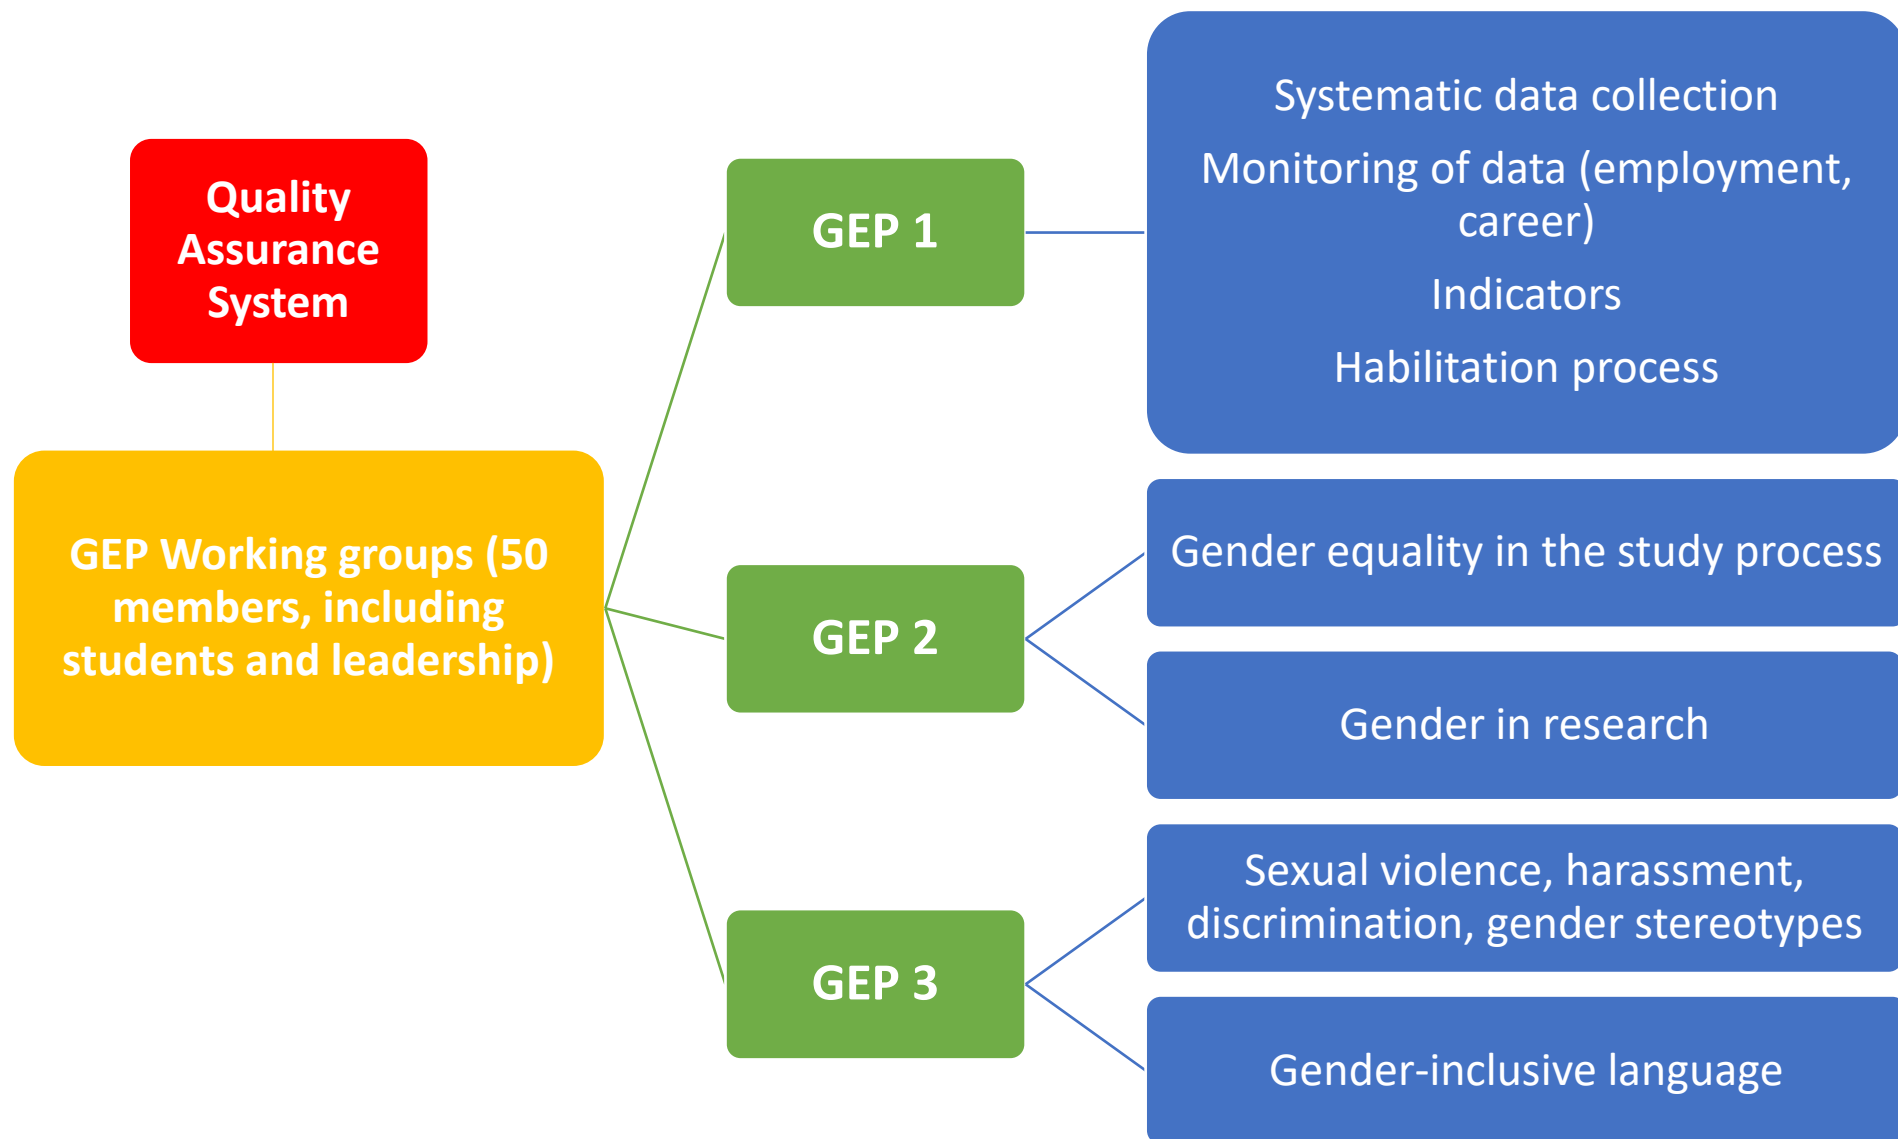 Quality
Assurance
System
GEP Working groups (50
members, including
students and leadership)
GEP 1
Systematic data collection
Monitoring of data (employment,
career)
Indicators
Habilitation process
GEP 2
Gender equality in the study process
Gender in research
GEP 3
Sexual violence, harassment,
discrimination, gender stereotypes
Gender-inclusive language